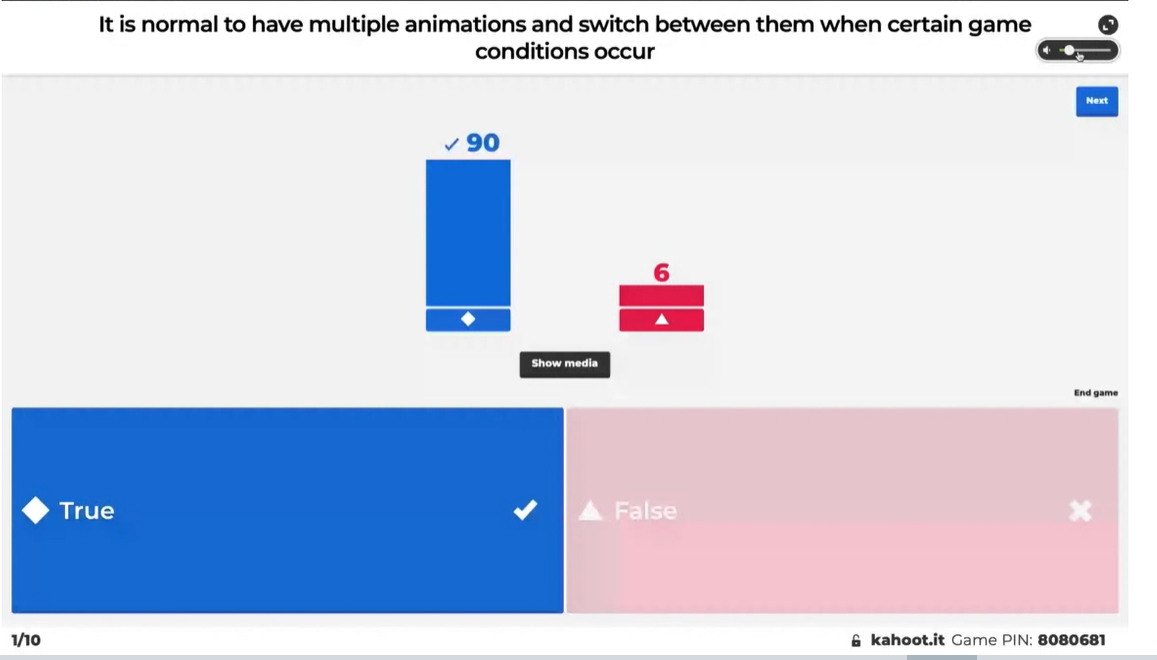 It is normal to have multiple animations and switch between them when certain game
conditions occur
Next
90
6
Show media
End game
True
False
1/10
kahoot.it Game PIN: 8080681